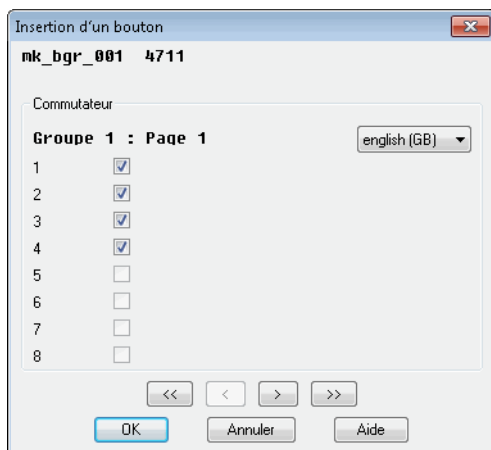 Insertion d'un bouton
mk_bgr_001 4711
Commutateur
Groupe 1 : Page 1
english (GB)
1
2
3
4
5
6
7
8
<< < > >>
OK Annuler Aide